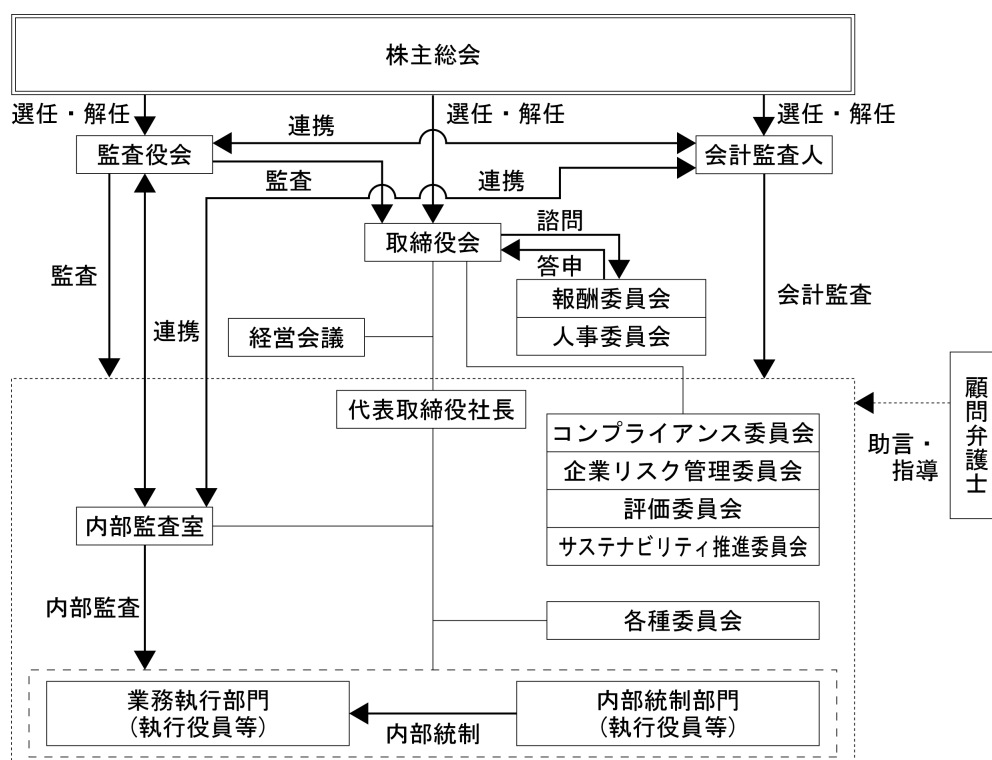 株主総会
選任・解任
選任・解任
選任・解任
連携
監査役会
会計監査人
監査
連携
諮問
取締役会
答申
監査
報酬委員会
会計監査
連携
経営会議
人事委員会
代表取締役社長
顧問弁護士
コンプライアンス委員会
助言・
指導
企業リスク管理委員会
評価委員会
内部監査室
サステナビリティ推進委員会
内部監査
各種委員会
業務執行部門
(執行役員等)
内部統制
内部統制部門
(執行役員等)